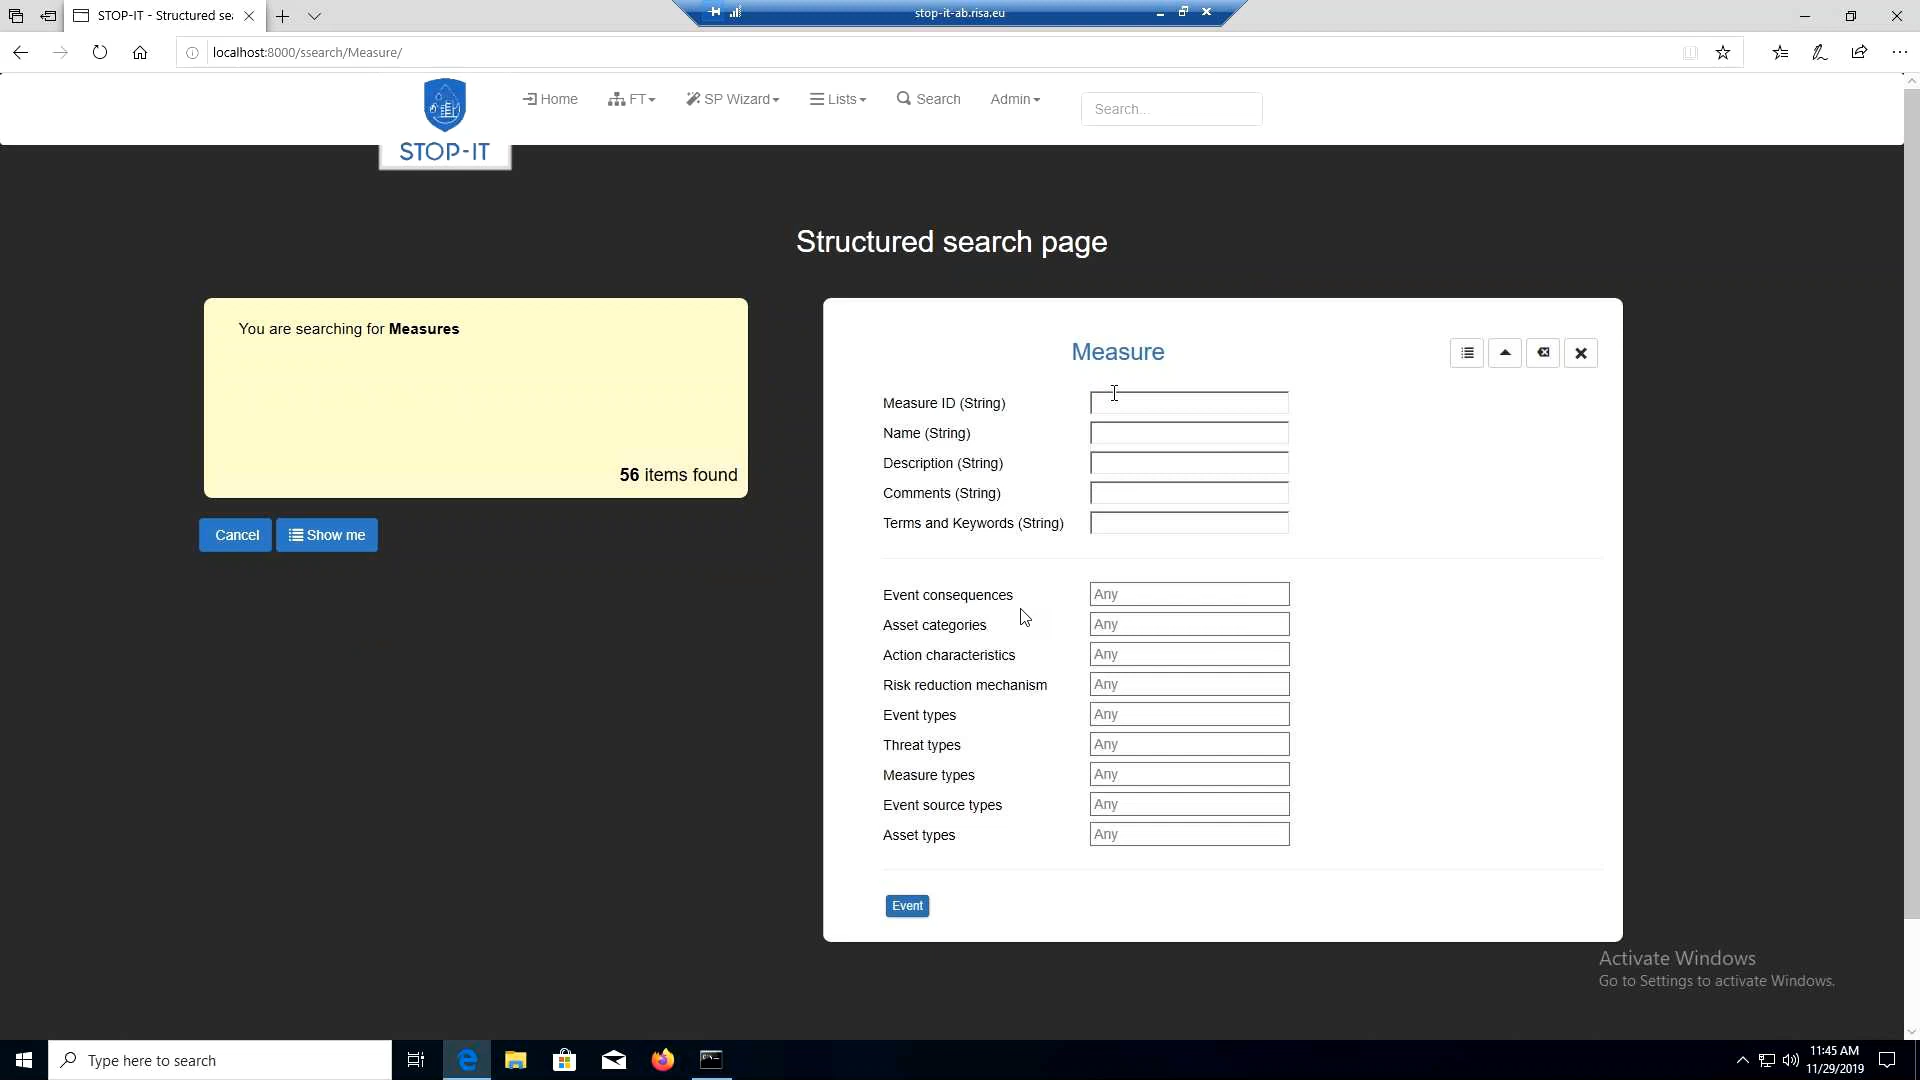 STOP-IT - Structured se
stop-it-ab.risa.eu
localhost:8000/ssearch/Measure/
Home
FT
SP Wizard
Lists
Search
Admin
Search...
STOP-IT
Structured search page
You are searching for Measures
56 items found
Cancel
Show me
Measure
Measure ID (String)
Name (String)
Description (String)
Comments (String)
Terms and Keywords (String)
Event consequences
Any
Asset categories
Any
Action characteristics
Any
Risk reduction mechanism
Any
Event types
Any
Threat types
Any
Measure types
Any
Event source types
Any
Asset types
Any
Event
Activate Windows
Go to Settings to activate Windows.
Type here to search
11:45 AM
11/29/2019